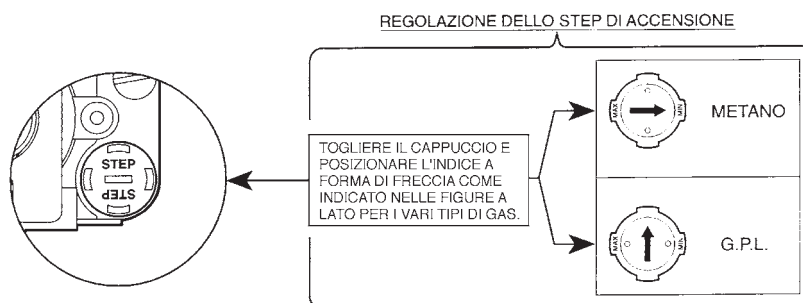 REGOLAZIONE DELLO STEP DI ACCENSIONE
STEP
STEP
TOGLIERE IL CAPPUCCIO E
POSIZIONARE L'INDICE A
FORMA DI FRECCIA COME
INDICATO NELLE FIGURE A
LATO PER I VARI TIPI DI GAS.
MAX
MIN
METANO
MAX
MIN
G.P.L.